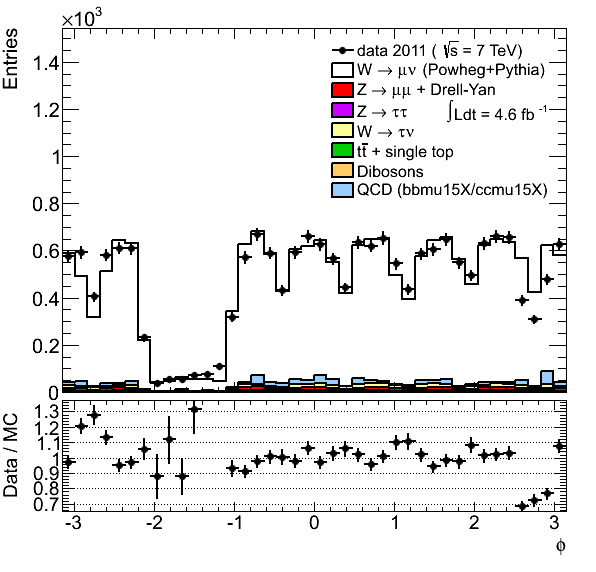 ×10³
Entries
1.4
1.2
1
0.8
0.6
0.4
0.2
0
data 2011 ( √s = 7 TeV)
W → μν (Powheg+Pythia)
Z → μμ + Drell-Yan
Z → ττ
∫Ldt = 4.6 fb⁻¹
W → τν
tt̄ + single top
Dibosons
QCD (bbmu15X/ccmu15X)
Data / MC
1.3
1.2
1.1
1
0.9
0.8
0.7
-3 -2 -1 0 1 2 3
ϕ